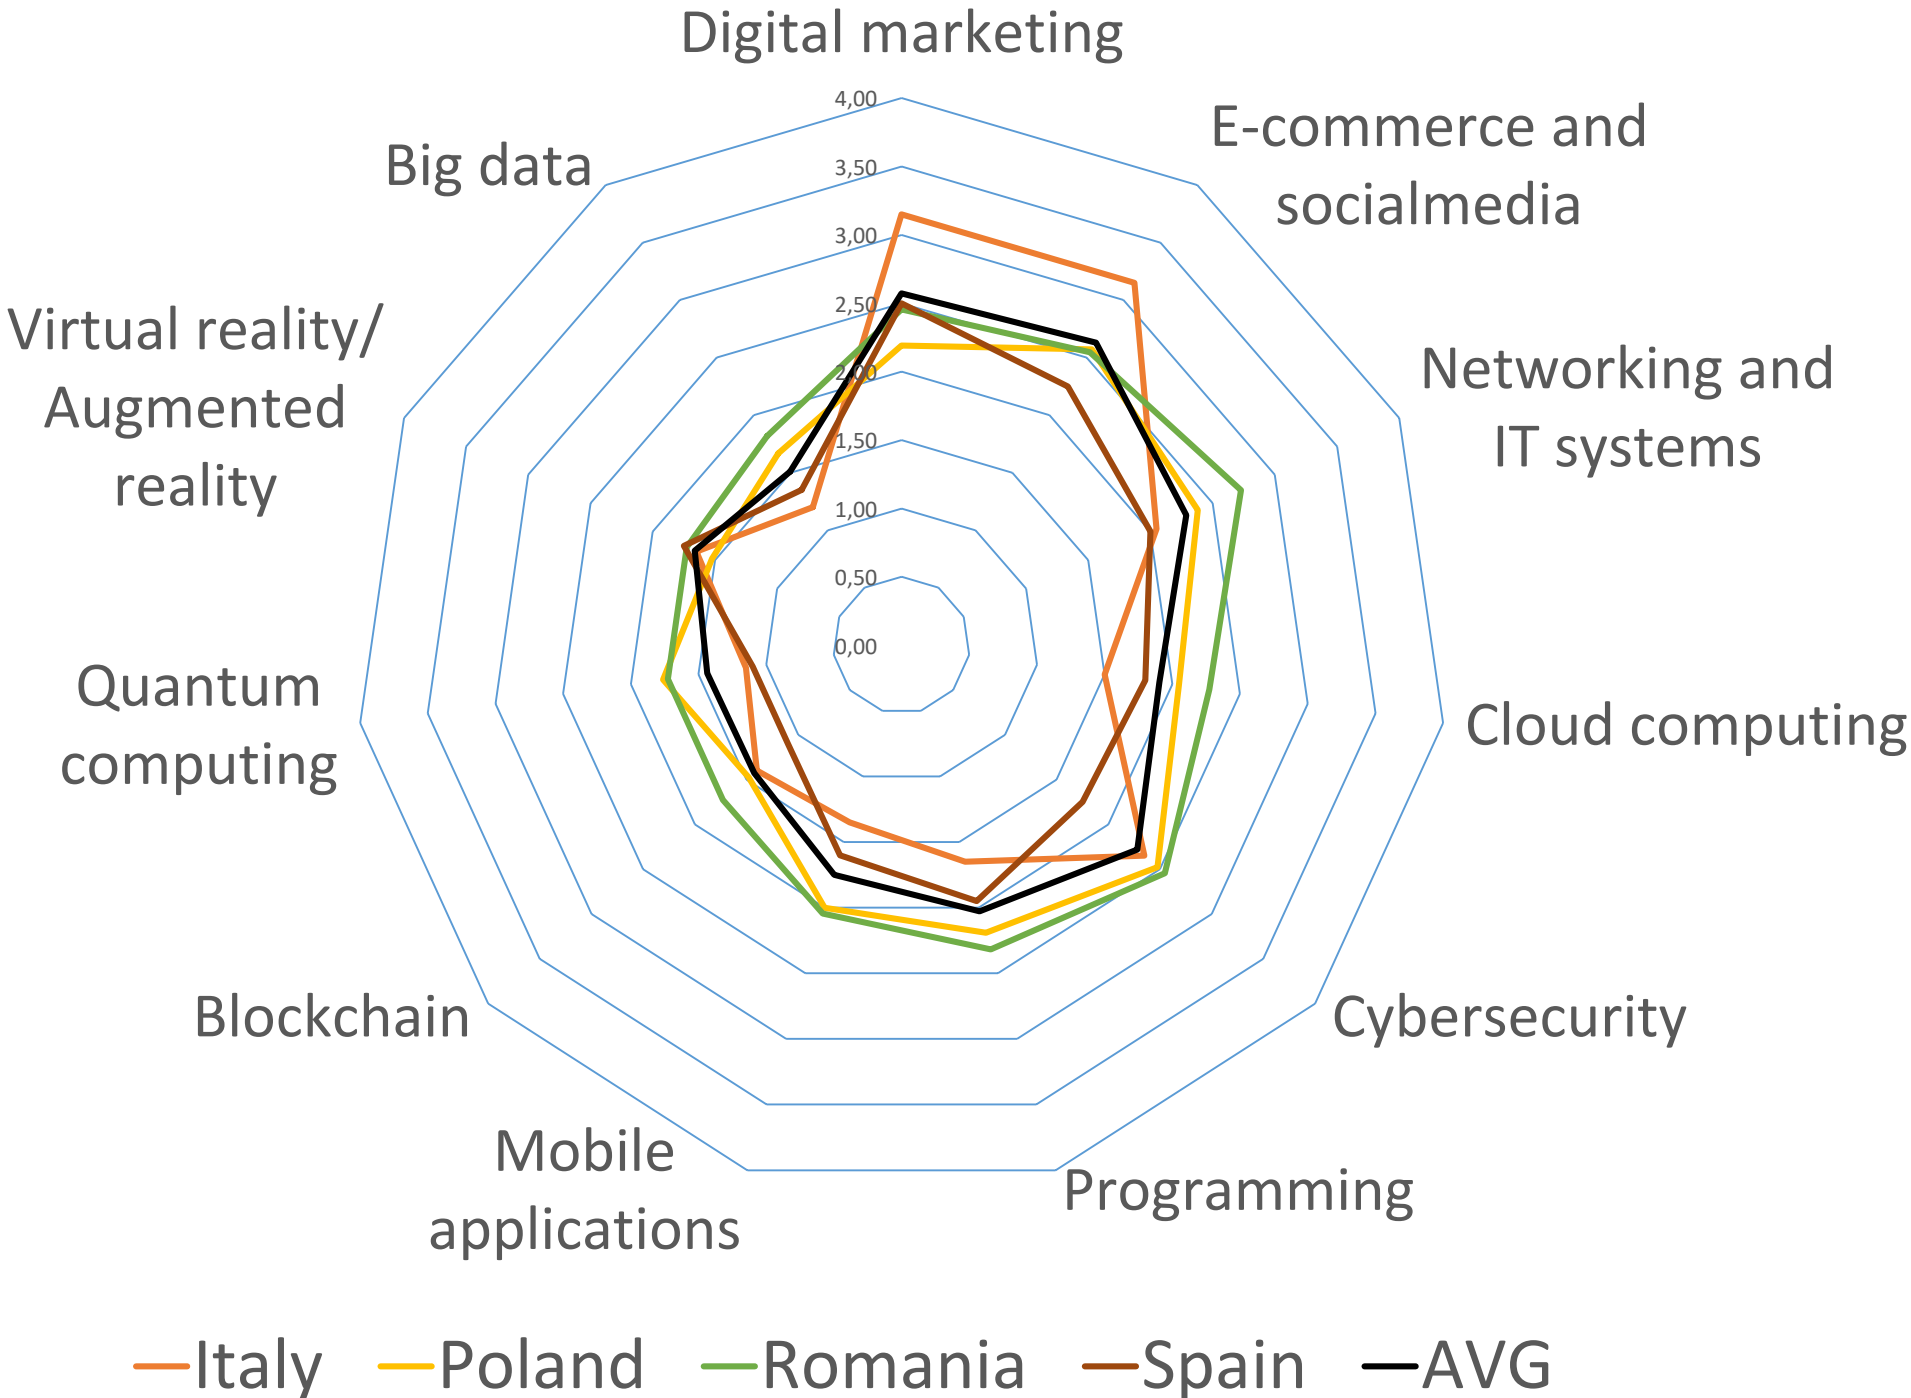 Digital marketing
E-commerce and
socialmedia
Networking and
IT systems
Cloud computing
Cybersecurity
Programming
Mobile
applications
Blockchain
Quantum
computing
Virtual reality/
Augmented
reality
Big data
4,00
3,50
3,00
2,50
2,00
1,50
1,00
0,50
0,00
Italy Poland Romania Spain AVG